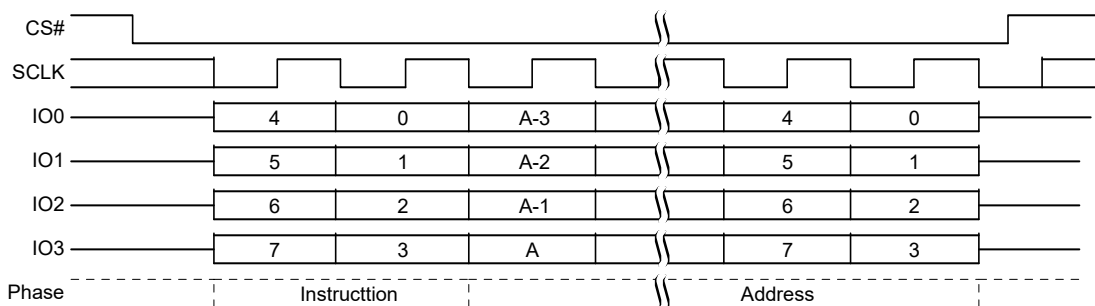 CS#
SCLK
IO0 4 0 A-3 4 0
IO1 5 1 A-2 5 1
IO2 6 2 A-1 6 2
IO3 7 3 A 7 3
Phase Instructtion Address